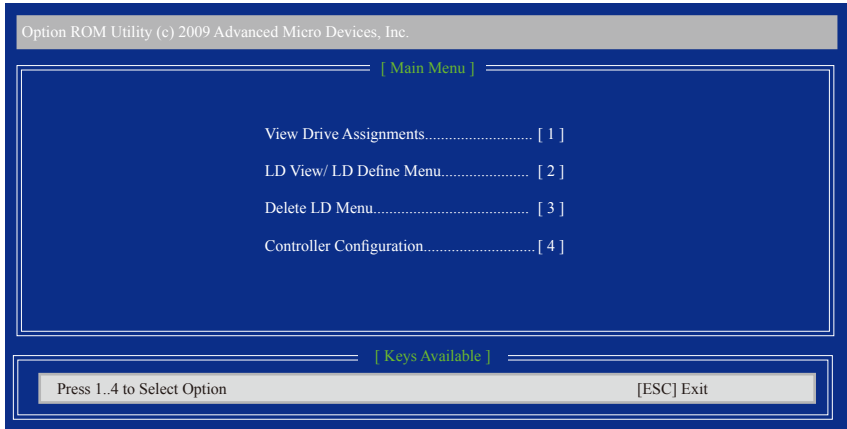 Option ROM Utility (c) 2009 Advanced Micro Devices, Inc.
[ Main Menu ]
View Drive Assignments........................... [ 1 ]
LD View/ LD Define Menu...................... [ 2 ]
Delete LD Menu....................................... [ 3 ]
Controller Configuration............................[ 4 ]
[ Keys Available ]
Press 1..4 to Select Option [ESC] Exit